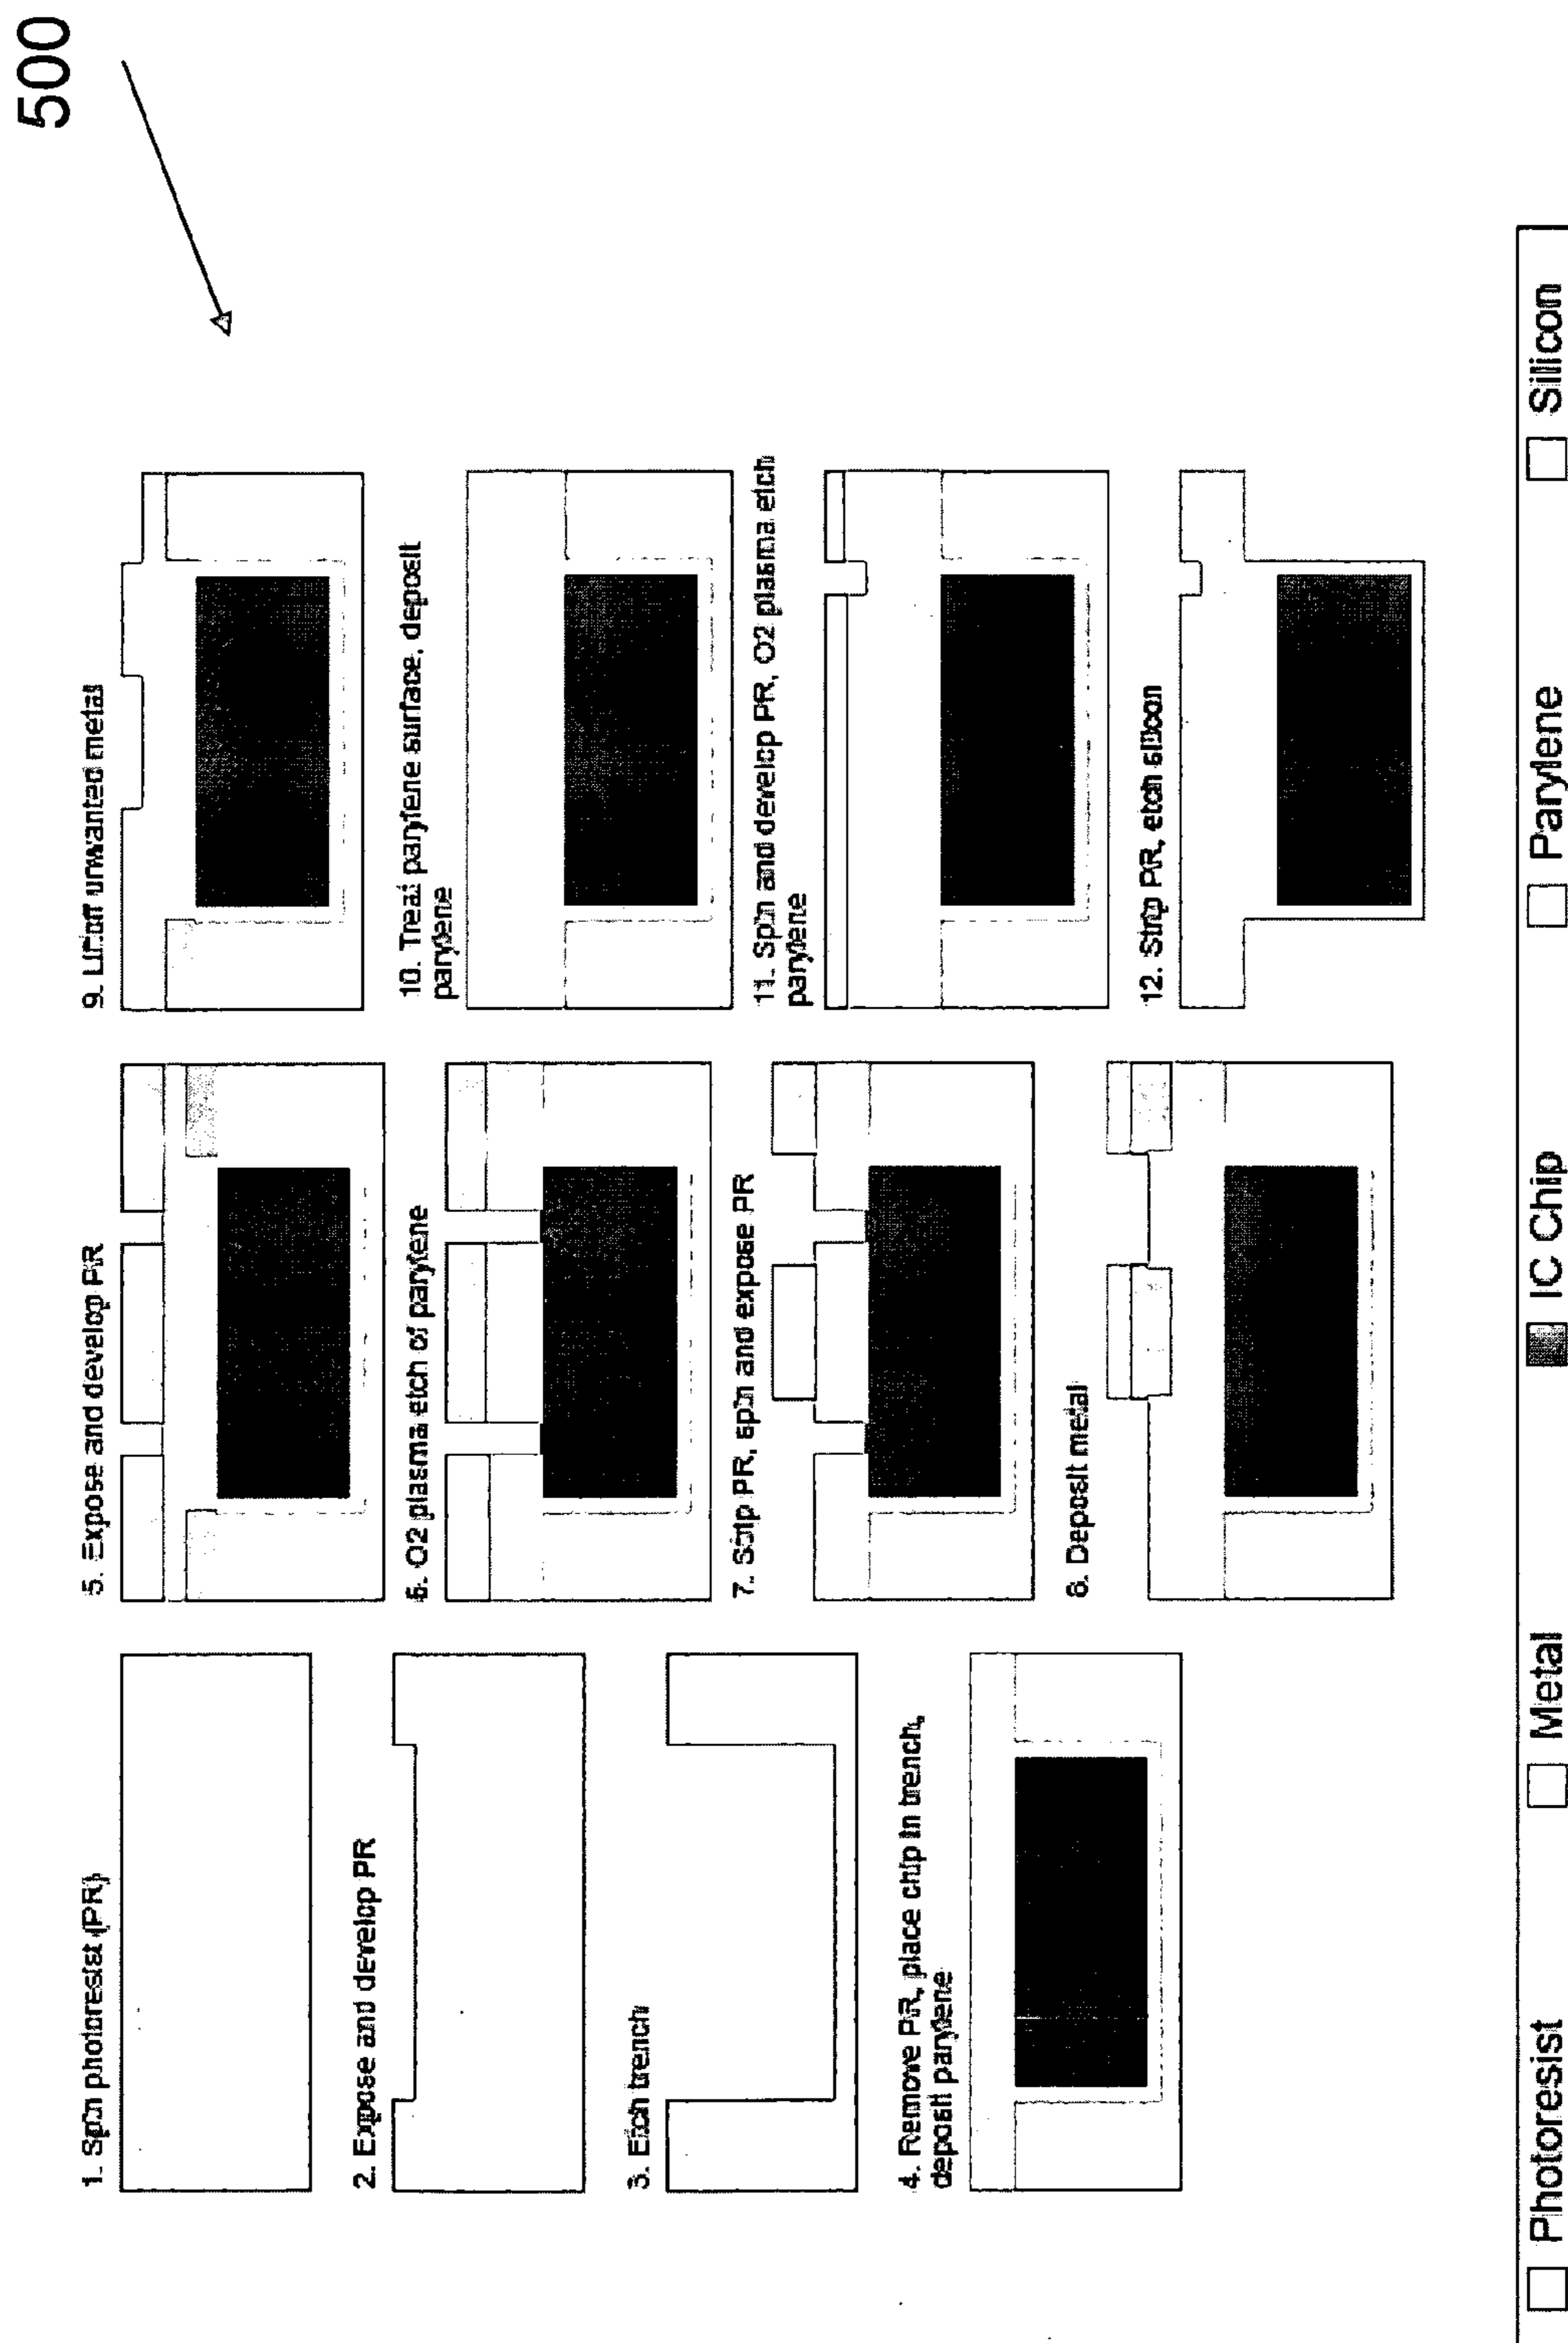 500
1. Spin photoresist (PR)
2. Expose and develop PR
3. Etch trench
4. Remove PR, place chip in trench,
deposit parylene
5. Expose and develop PR
6. O2 plasma etch of parylene
7. Strip PR, spin and expose PR
8. Deposit metal
9. Liftoff unwanted metal
10. Treat parylene surface, deposit
parylene
11. Spin and develop PR, O2 plasma etch
parylene
12. Strip PR, etch silicon
Photoresist Metal IC Chip Parylene Silicon